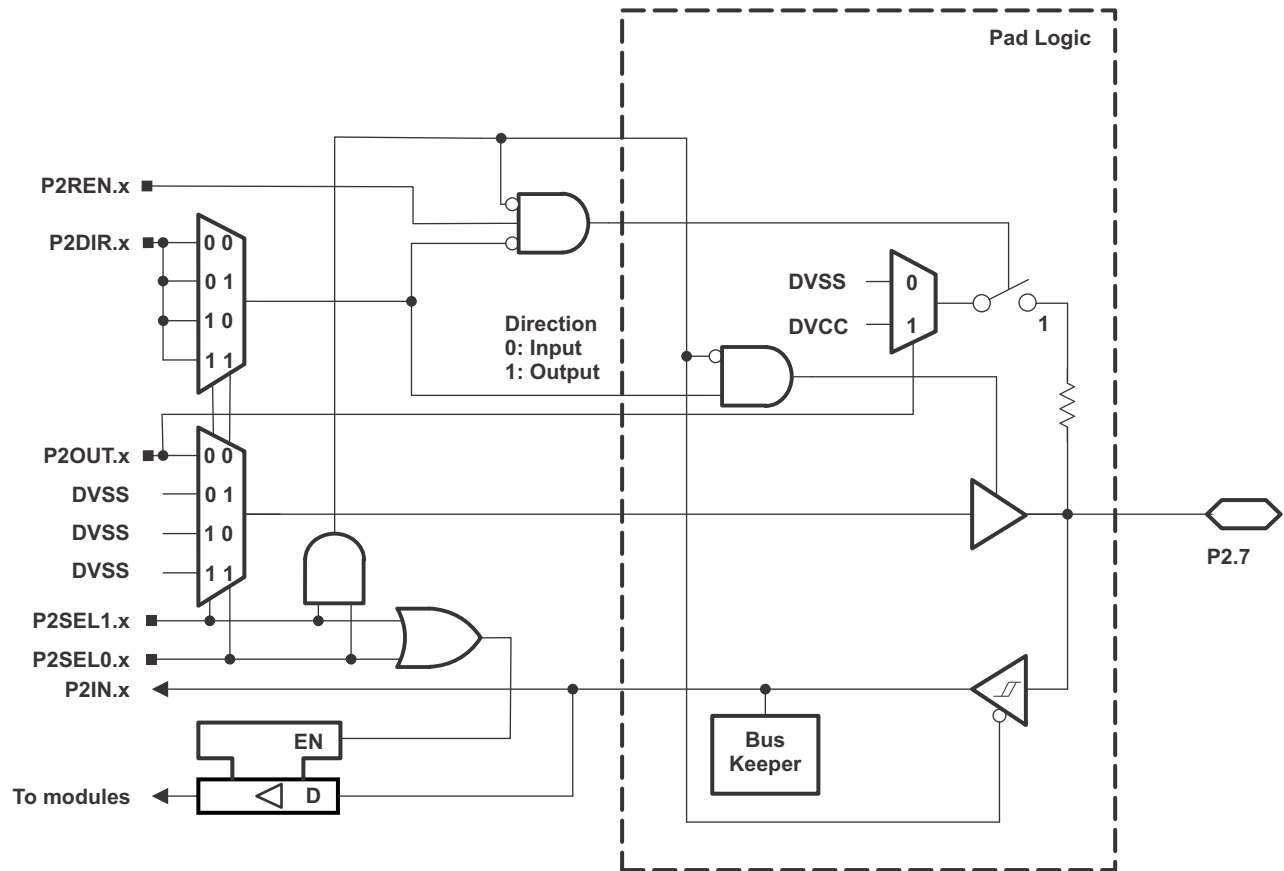 Pad Logic
P2REN.x
P2DIR.x
0 0
0 1
1 0
1 1
Direction
0: Input
1: Output
DVSS
DVCC
0
1
1
P2OUT.x
DVSS
DVSS
DVSS
0 0
0 1
1 0
1 1
P2.7
P2SEL1.x
P2SEL0.x
P2IN.x
Bus
Keeper
EN
D
To modules